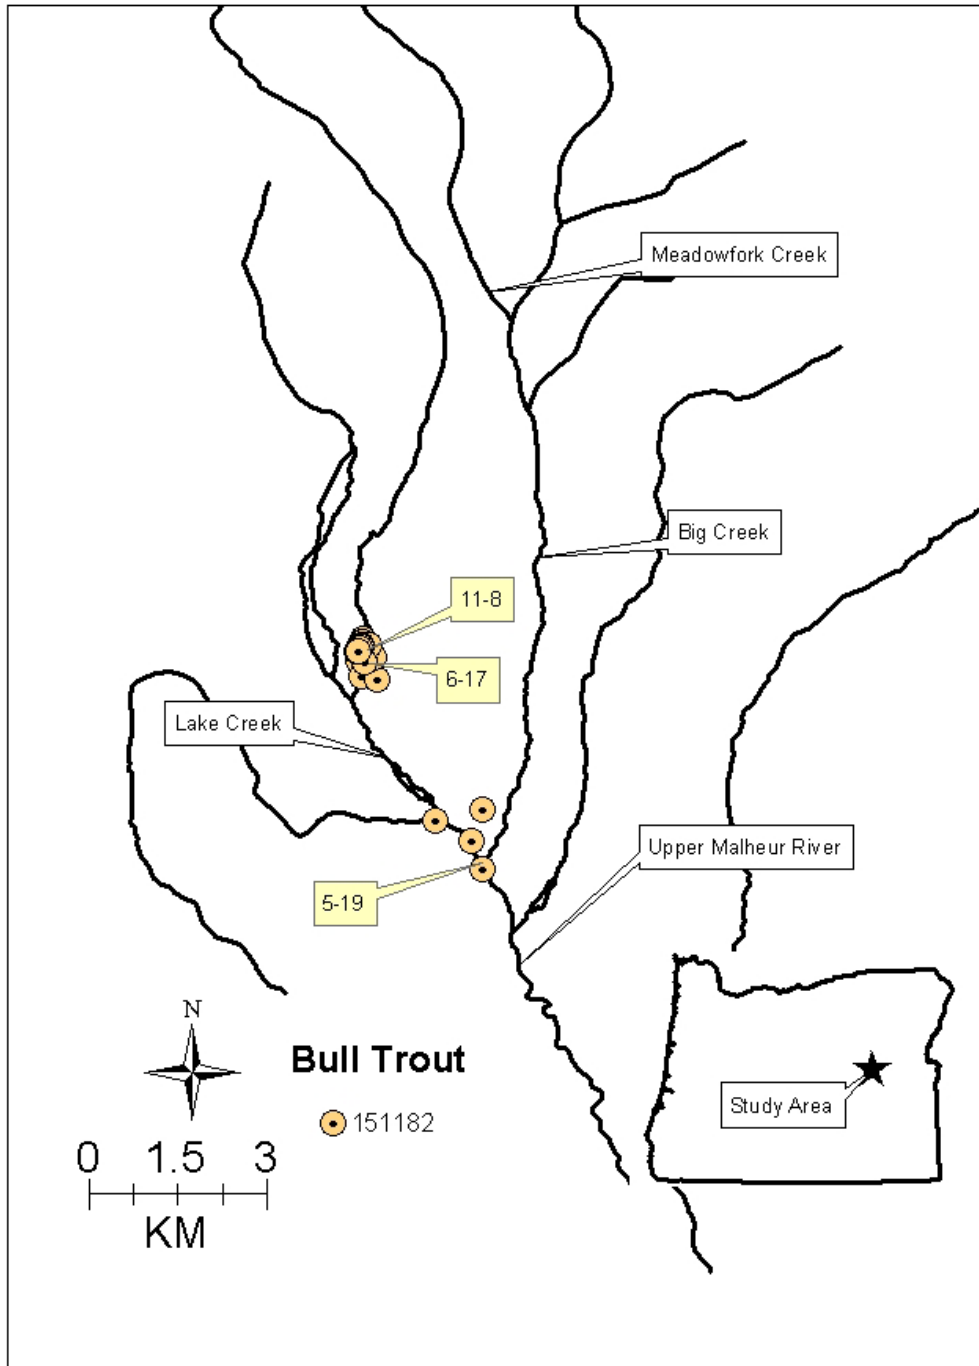 Meadowfork Creek
Big Creek
11-8
6-17
Lake Creek
Upper Malheur River
5-19
N
Bull Trout
151182
Study Area
0 1.5 3
KM